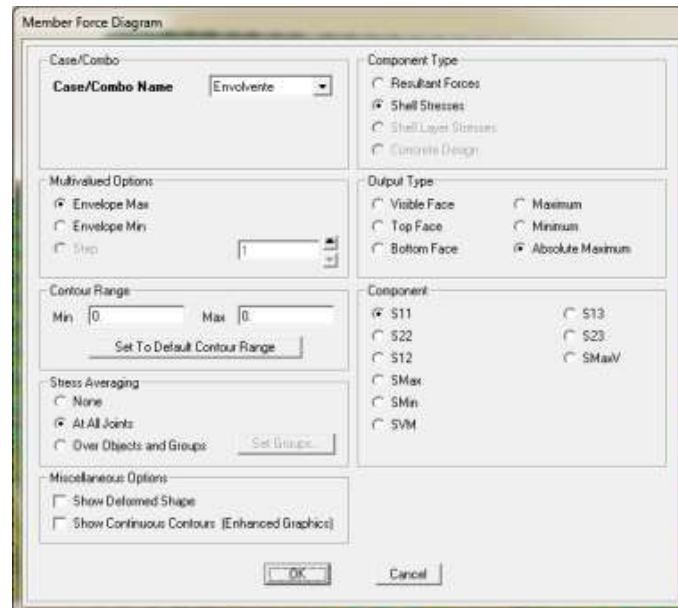 Member Force Diagram
Case/Combo
Case/Combo Name Envolvente
Component Type
Resultant Forces
Shell Stresses
Shell Layer Stresses
Concrete Design
Multivalued Options
Envelope Max
Envelope Min
Step 1
Output Type
Visible Face Maximum
Top Face Minimum
Bottom Face Absolute Maximum
Contour Range
Min 0. Max 0.
Set To Default Contour Range
Component
S11 S13
S22 S23
S12 SMaxV
SMax
SMin
SVM
Stress Averaging
None
At All Joints
Over Objects and Groups Set Groups...
Miscellaneous Options
Show Deformed Shape
Show Continuous Contours (Enhanced Graphics)
OK Cancel